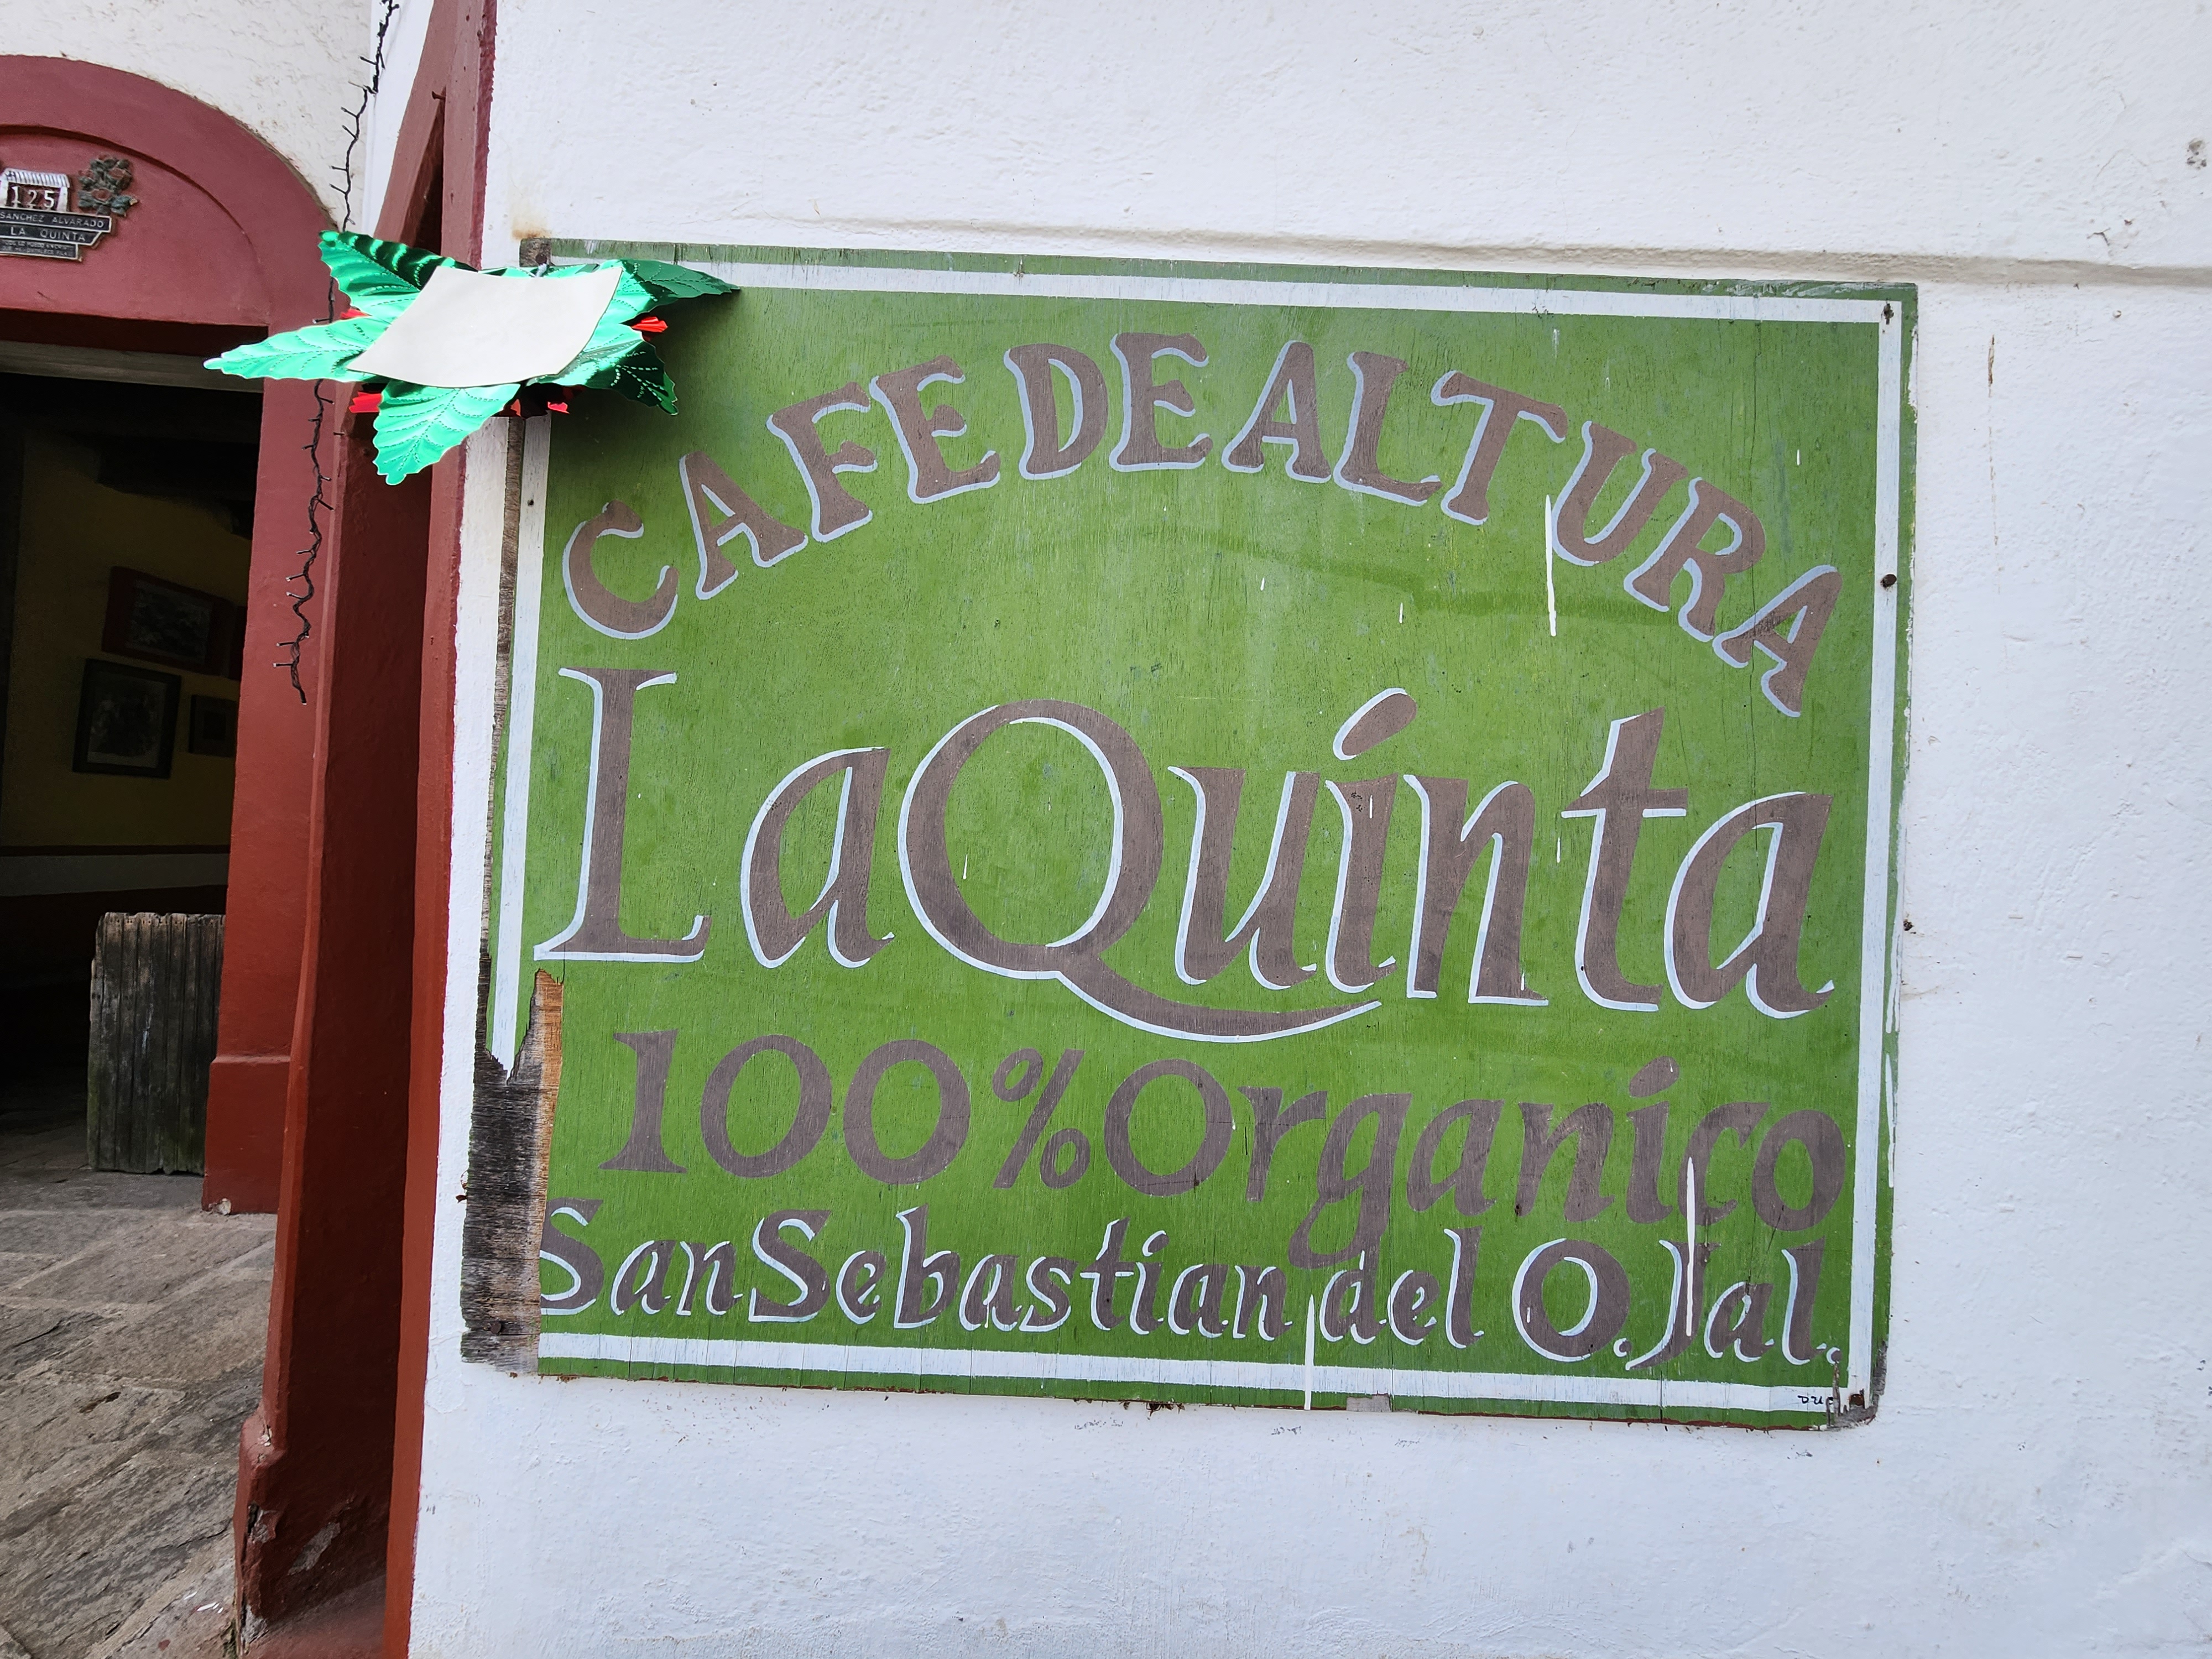 125
SANCHEZ ALVARADO
LA QUINTA
CAFE DE ALTURA
La Quinta
100% Organico
San Sebastian del O. Jal.